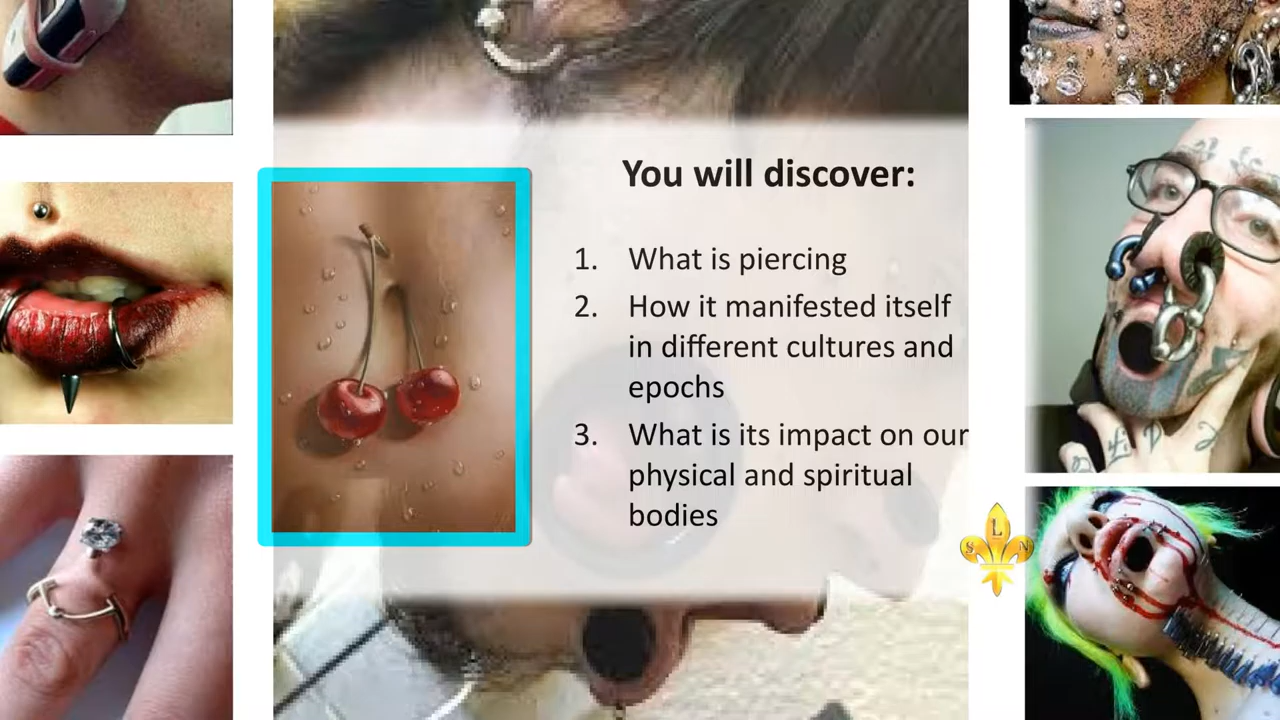 You will discover:
1. What is piercing
2. How it manifested itself
in different cultures and
epochs
3. What is its impact on our
physical and spiritual
bodies
L
S N